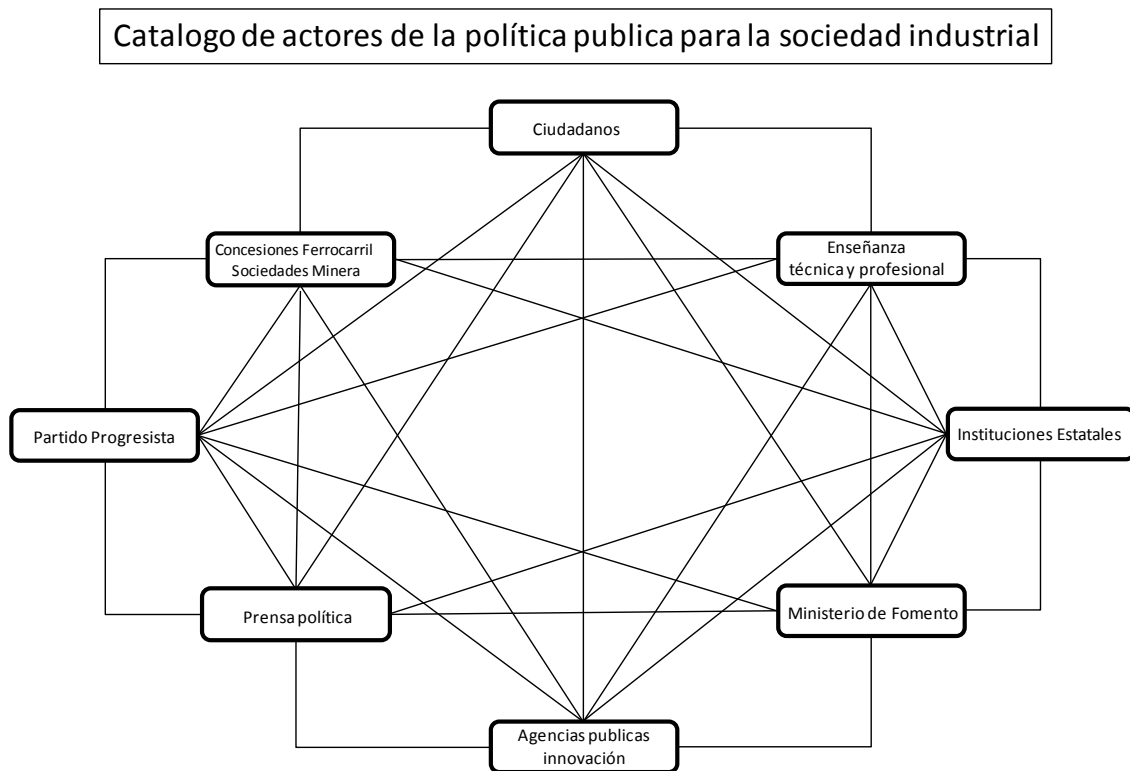 Catalogo de actores de la política publica para la sociedad industrial
Ciudadanos
Concesiones Ferrocarril
Sociedades Minera
Enseñanza
técnica y profesional
Partido Progresista
Instituciones Estatales
Prensa política
Ministerio de Fomento
Agencias publicas
innovación